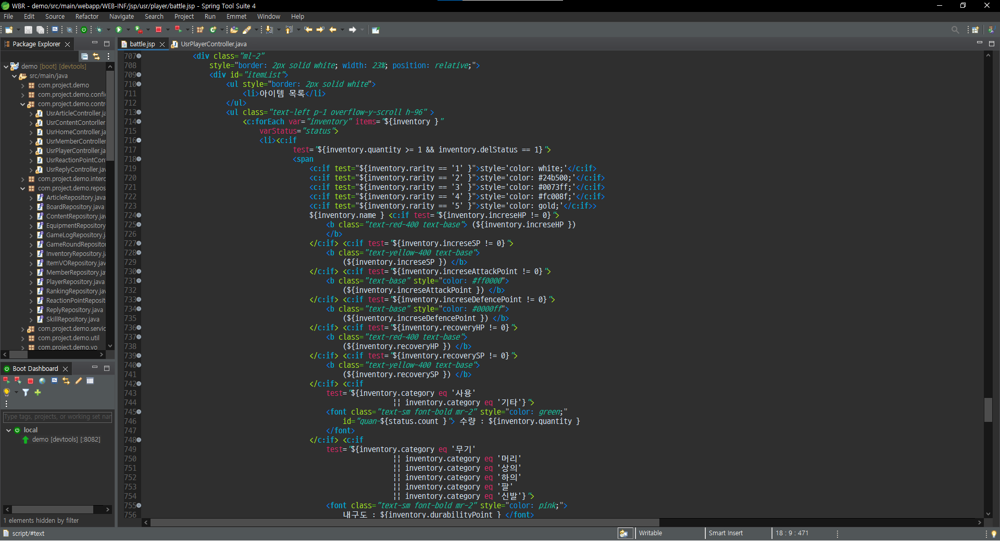 WBR - demo/src/main/webapp/WEB-INF/jsp/usr/player/battle.jsp - Spring Tool Suite 4
File Edit Source Refactor Navigate Search Project Run Emmet Window Help
Package Explorer
battle.jsp
UsrPlayerController.java
demo [boot] [devtools]
src/main/java
com.project.demo
com.project.demo.config
com.project.demo.contr
UsrArticleController.ja
UsrContentContorller
UsrHomeController.ja
UsrMemberController
UsrPlayerController.ja
UsrReactionPointCon
UsrReplyController.jav
com.project.demo.interc
com.project.demo.repos
ArticleRepository.java
BoardRepository.java
ContentRepository.jav
EquipmentRepository
GameLogRepository.j
GameRoundRepositor
InventoryRepository.ja
ItemVORepository.jav
MemberRepository.jav
PlayerRepository.java
RankingRepository.jav
ReactionPointReposit
ReplyRepository.java
SkillRepository.java
com.project.demo.servic
com.project.demo.util
com.project.demo.vo
Boot Dashboard
Type tags, projects, or working set nar
local
demo [devtools] [:8082]
1 elements hidden by filter
707 <div class="ml-2"
708 style="border: 2px solid white; width: 23%; position: relative;">
709 <div id="itemList">
710 <ul style="border: 2px solid white">
711 <li>아이템 목록</li>
712 </ul>
713 <ul class="text-left p-1 overflow-y-scroll h-96" >
714 <c:forEach var="inventory" items="${inventory }"
715 varStatus="status">
716 <li><c:if
717 test="${inventory.quantity >= 1 && inventory.delStatus == 1}">
718 <span
719 <c:if test="${inventory.rarity == '1' }">style='color: white;'</c:if>
720 <c:if test="${inventory.rarity == '2' }">style='color: #24b500;'</c:if>
721 <c:if test="${inventory.rarity == '3' }">style='color: #0073ff;'</c:if>
722 <c:if test="${inventory.rarity == '4' }">style='color: #fc008f;'</c:if>
723 <c:if test="${inventory.rarity == '5' }">style='color: gold;'</c:if>>
724 ${inventory.name } <c:if test="${inventory.increseHP != 0}">
725 <b class="text-red-400 text-base"> (${inventory.increseHP })
726 </b>
727 </c:if> <c:if test="${inventory.increseSP != 0}">
728 <b class="text-yellow-400 text-base">
729 (${inventory.increseSP }) </b>
730 </c:if> <c:if test="${inventory.increseAttackPoint != 0}">
731 <b class="text-base" style="color: #ff0000">
732 (${inventory.increseAttackPoint }) </b>
733 </c:if> <c:if test="${inventory.increseDefencePoint != 0}">
734 <b class="text-base" style="color: #0000ff">
735 (${inventory.increseDefencePoint }) </b>
736 </c:if> <c:if test="${inventory.recoveryHP != 0}">
737 <b class="text-red-400 text-base">
738 (${inventory.recoveryHP }) </b>
739 </c:if> <c:if test="${inventory.recoverySP != 0}">
740 <b class="text-yellow-400 text-base">
741 (${inventory.recoverySP }) </b>
742 </c:if> <c:if
743 test="${inventory.category eq '사용'
744 || inventory.category eq '기타'}">
745 <font class="text-sm font-bold mr-2" style="color: green;"
746 id="quan-${status.count }"> 수량 : ${inventory.quantity }
747 </font>
748 </c:if> <c:if
749 test="${inventory.category eq '무기'
750 || inventory.category eq '머리'
751 || inventory.category eq '상의'
752 || inventory.category eq '하의'
753 || inventory.category eq '팔'
754 || inventory.category eq '신발'}">
755 <font class="text-sm font-bold mr-2" style="color: pink;">
756 내구도 : ${inventory.durabilityPoint } </font>
script/#text
Writable
Smart Insert
18 : 9 : 471